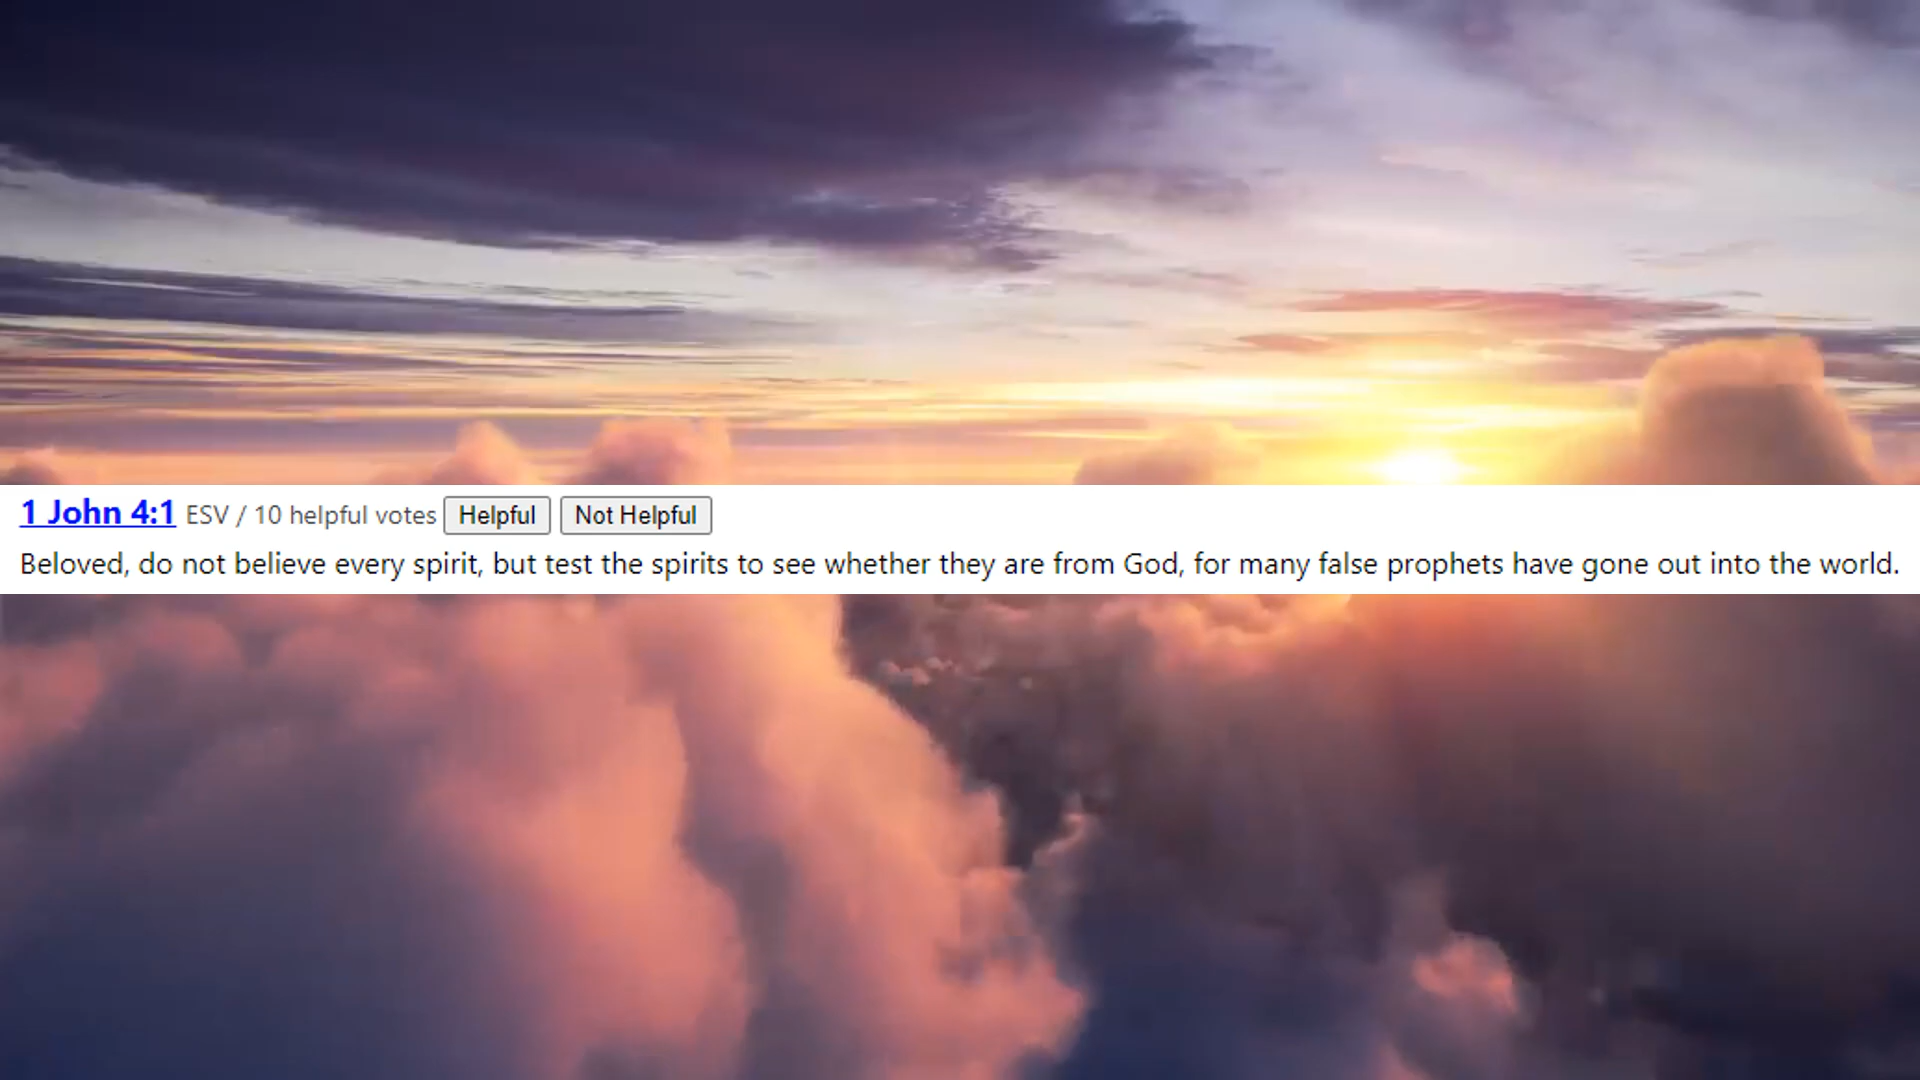 1 John 4:1 ESV / 10 helpful votes Helpful Not Helpful
Beloved, do not believe every spirit, but test the spirits to see whether they are from God, for many false prophets have gone out into the world.